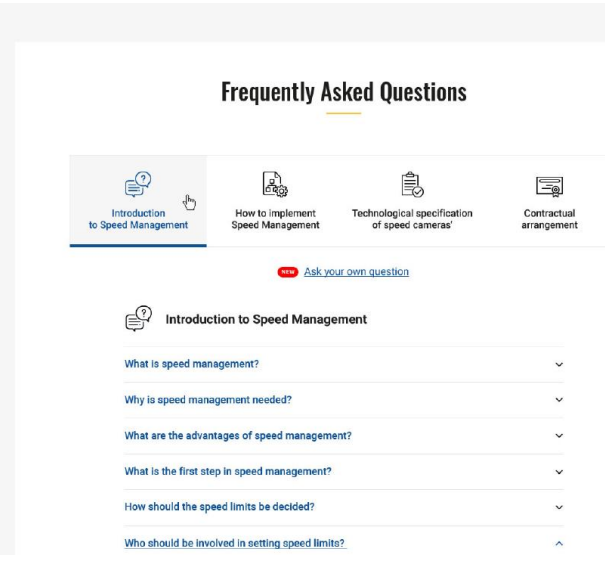 Frequently Asked Questions
Introduction
to Speed Management
How to implement
Speed Management
Technological specification
of speed cameras'
Contractual
arrangement
NEW Ask your own question
Introduction to Speed Management
What is speed management?
Why is speed management needed?
What are the advantages of speed management?
What is the first step in speed management?
How should the speed limits be decided?
Who should be involved in setting speed limits?